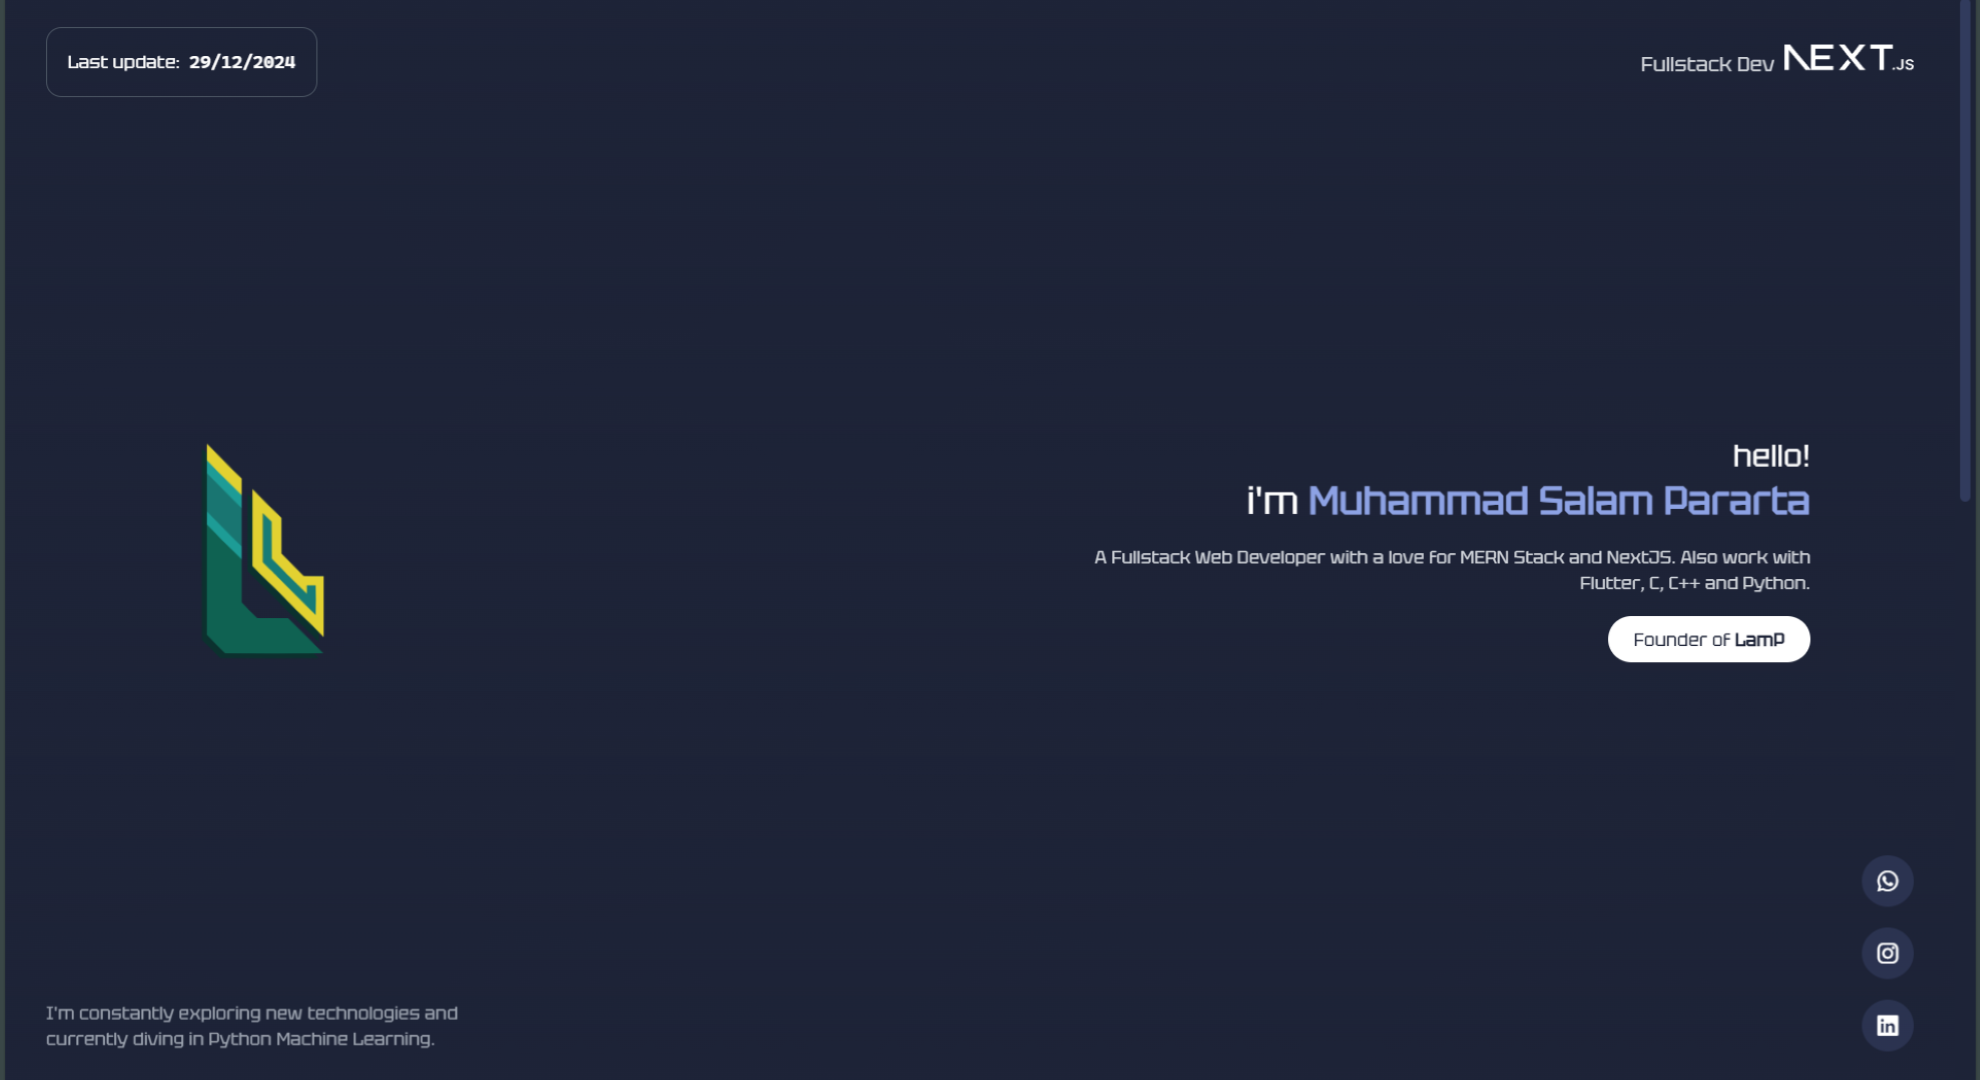 Last update: 29/12/2024
Fullstack Dev NEXT.JS
hello!
i'm Muhammad Salam Pararta
A Fullstack Web Developer with a love for MERN Stack and NextJS. Also work with
Flutter, C, C++ and Python.
Founder of LamP
I'm constantly exploring new technologies and
currently diving in Python Machine Learning.
in